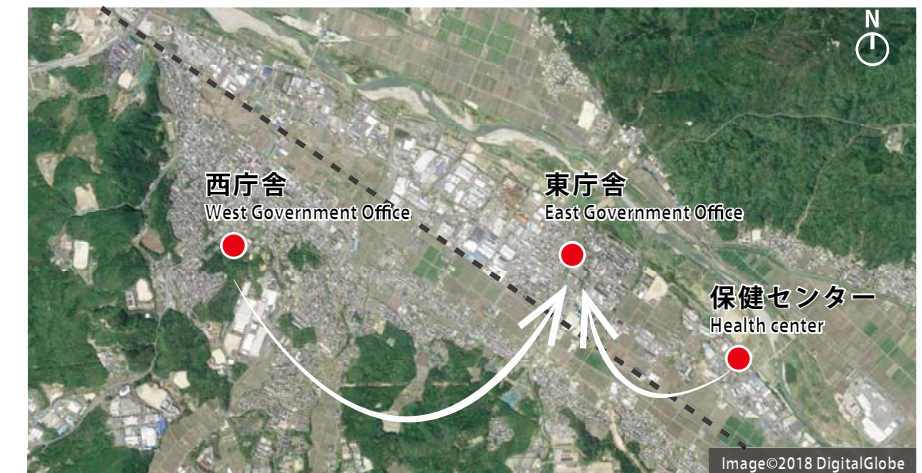 N
西庁舎
West Government Office
東庁舎
East Government Office
保健センター
Health center
Image©2018 DigitalGlobe